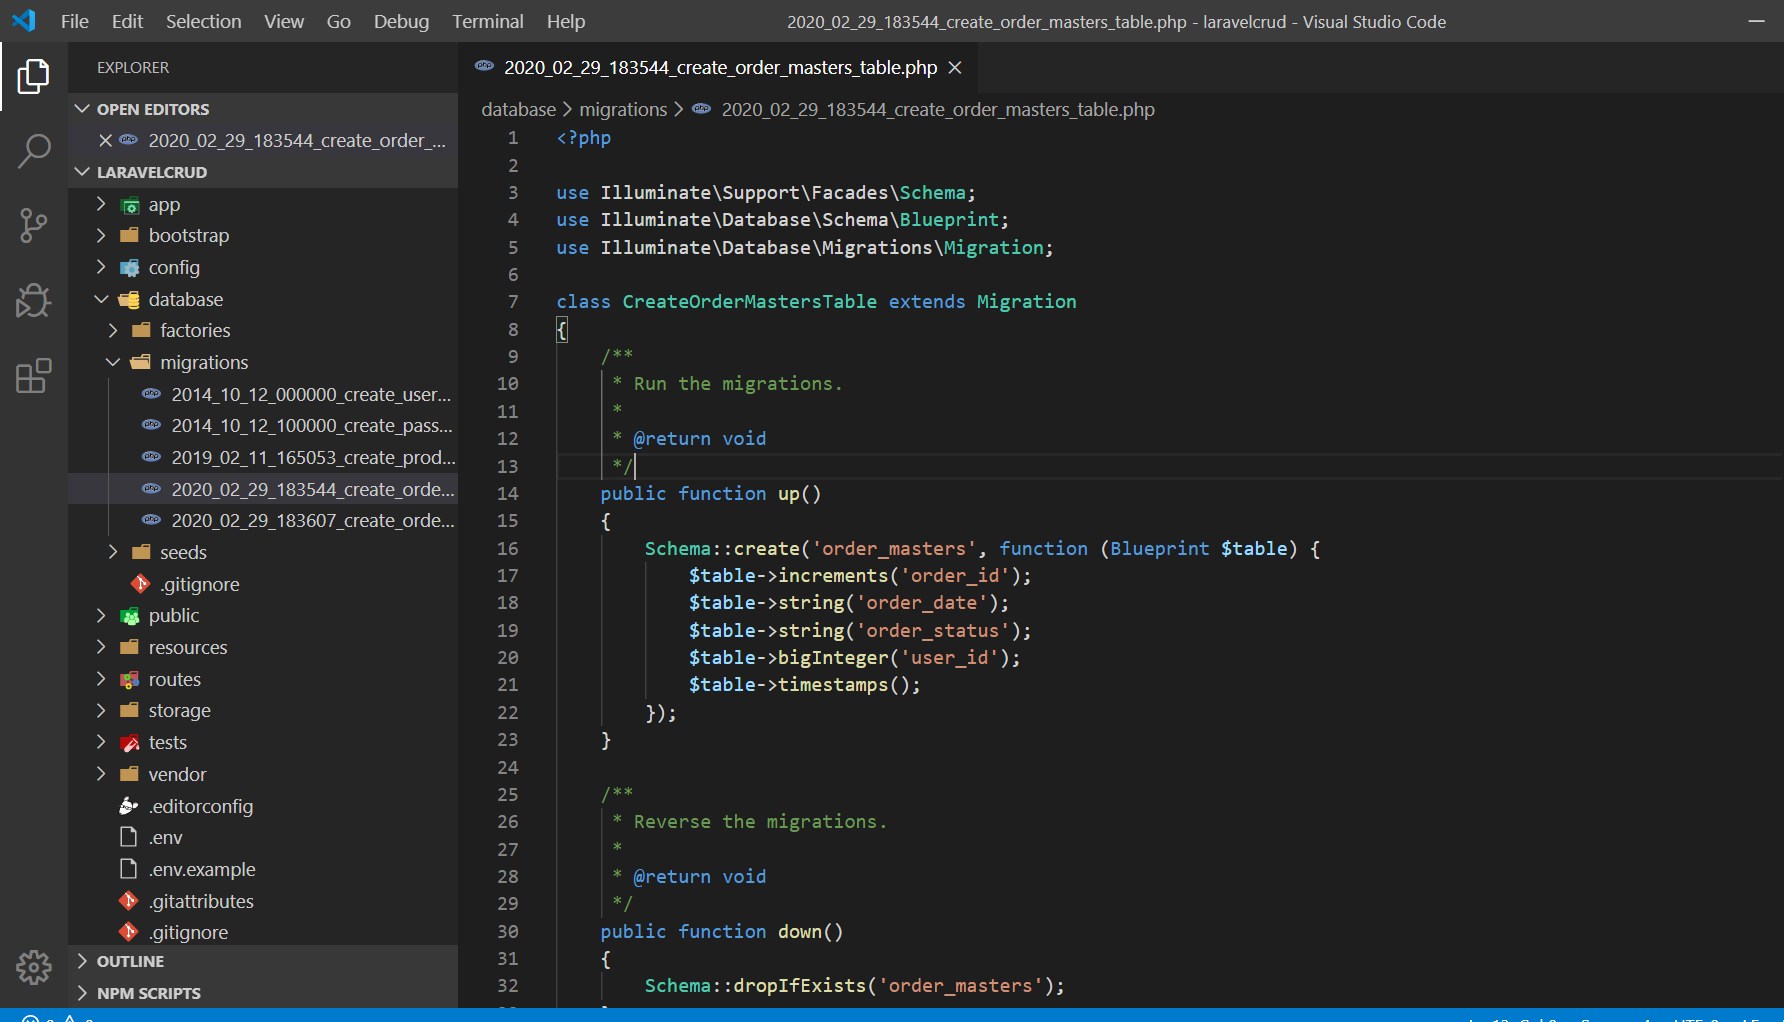 File Edit Selection View Go Debug Terminal Help 2020_02_29_183544_create_order_masters_table.php - laravelcrud - Visual Studio Code
EXPLORER
OPEN EDITORS
2020_02_29_183544_create_order_...
LARAVELCRUD
app
bootstrap
config
database
factories
migrations
2014_10_12_000000_create_user...
2014_10_12_100000_create_pass...
2019_02_11_165053_create_prod...
2020_02_29_183544_create_orde...
2020_02_29_183607_create_orde...
seeds
.gitignore
public
resources
routes
storage
tests
vendor
.editorconfig
.env
.env.example
.gitattributes
.gitignore
OUTLINE
NPM SCRIPTS
2020_02_29_183544_create_order_masters_table.php
database > migrations > 2020_02_29_183544_create_order_masters_table.php
1 <?php
2
3 use Illuminate\Support\Facades\Schema;
4 use Illuminate\Database\Schema\Blueprint;
5 use Illuminate\Database\Migrations\Migration;
6
7 class CreateOrderMastersTable extends Migration
8 {
9     /**
10      * Run the migrations.
11      *
12      * @return void
13      */
14     public function up()
15     {
16         Schema::create('order_masters', function (Blueprint $table) {
17             $table->increments('order_id');
18             $table->string('order_date');
19             $table->string('order_status');
20             $table->bigInteger('user_id');
21             $table->timestamps();
22         });
23     }
24
25     /**
26      * Reverse the migrations.
27      *
28      * @return void
29      */
30     public function down()
31     {
32         Schema::dropIfExists('order_masters');